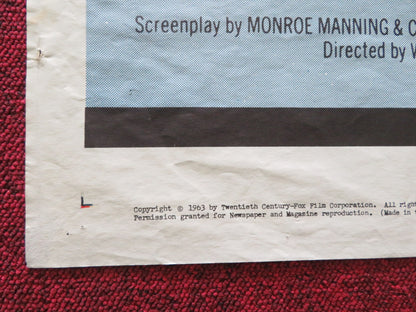 Screenplay by MONROE MANNING & C
Directed by W
Copyright © 1963 by Twentieth Century-Fox Film Corporation. All righ
Permission granted for Newspaper and Magazine reproduction. (Made in t